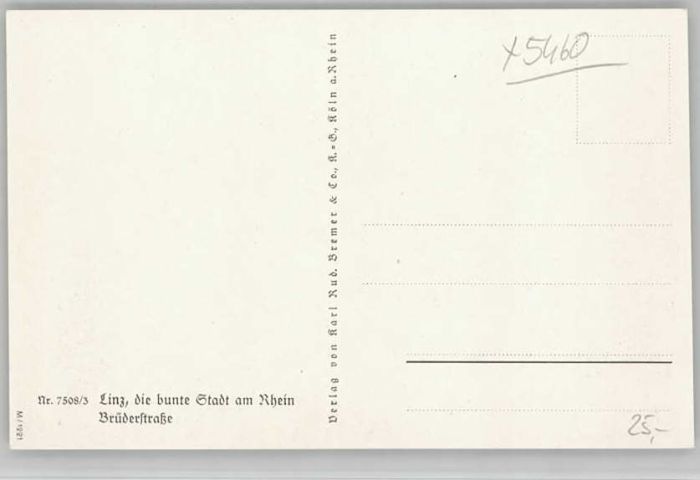 x5460
Verlag von Karl Rud. Bremer & Co., K.=G., Köln a. Rhein
Nr. 7508/3 Linz, die bunte Stadt am Rhein
Brüderstraße
25,-